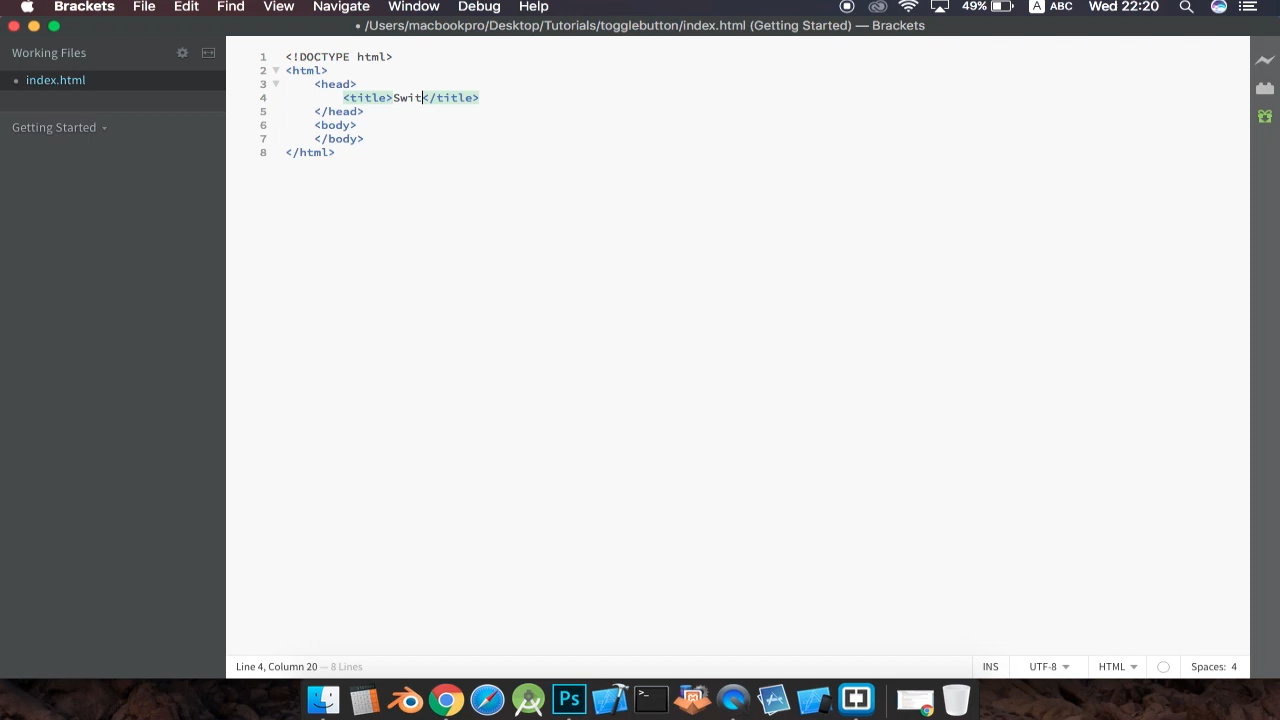 Brackets File Edit Find View Navigate Window Debug Help 49% A ABC Wed 22:20
• /Users/macbookpro/Desktop/Tutorials/togglebutton/index.html (Getting Started) — Brackets
Working Files
• index.html
Getting Started
1 <!DOCTYPE html>
2 <html>
3 <head>
4 <title>Swit</title>
5 </head>
6 <body>
7 </body>
8 </html>
Line 4, Column 20 — 8 Lines INS UTF-8 HTML Spaces: 4
Ps >_